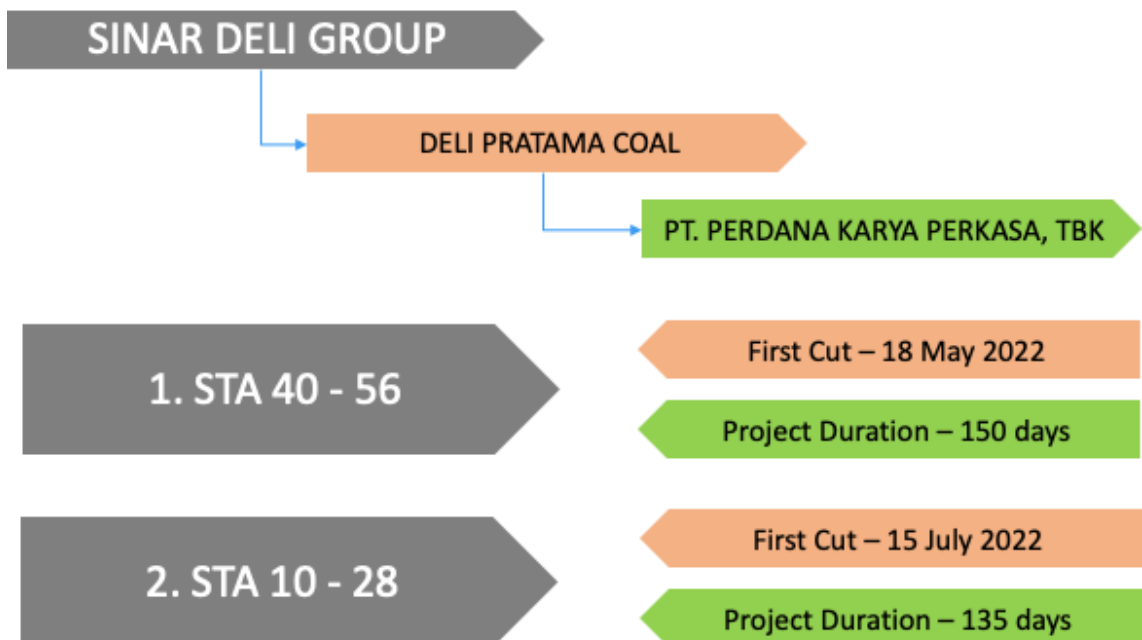 SINAR DELI GROUP
DELI PRATAMA COAL
PT. PERDANA KARYA PERKASA, TBK
1. STA 40 - 56
First Cut – 18 May 2022
Project Duration – 150 days
2. STA 10 - 28
First Cut – 15 July 2022
Project Duration – 135 days